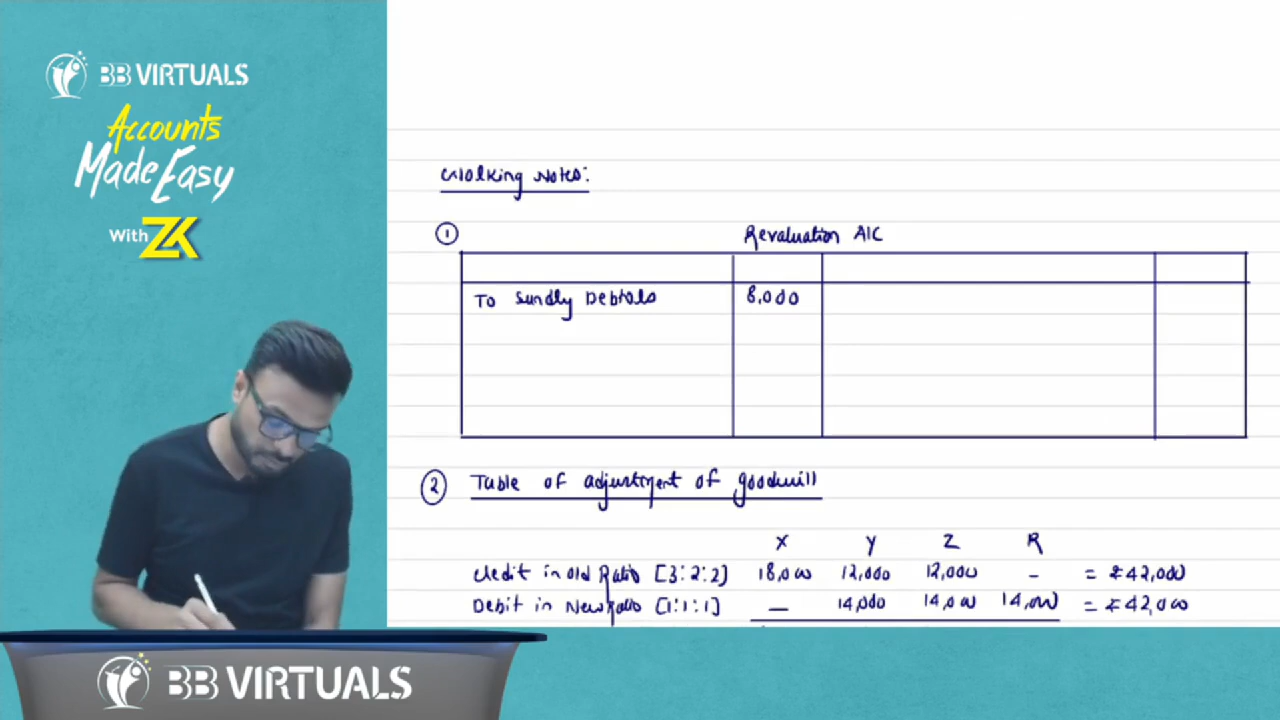 BB VIRTUALS
Accounts
Made Easy
With ZK
Working Notes:
① Revaluation A/C
To Sundry Debtors 8,000
② Table of adjustment of goodwill
X Y Z R
Credit in old Ratio [3:2:2] 18,000 12,000 12,000 - = ₹42,000
Debit in New Ratio [1:1:1] — 14,000 14,000 14,000 = ₹42,000
BB VIRTUALS